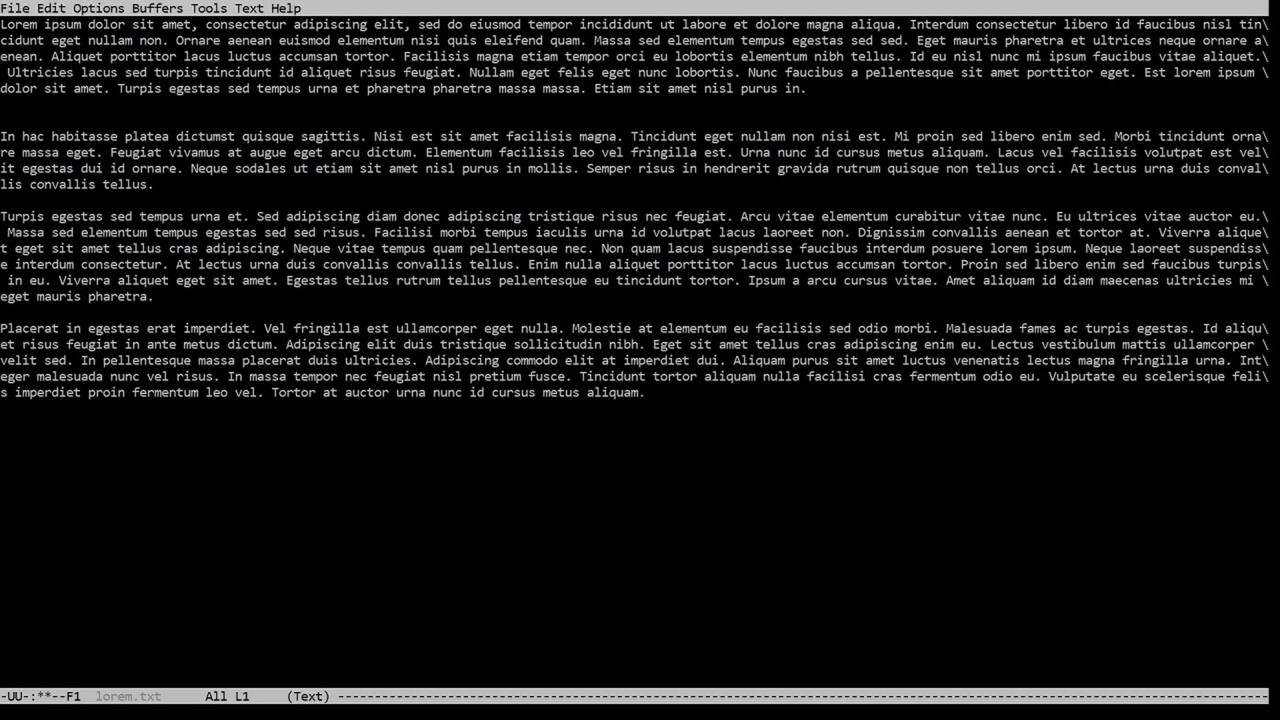 File Edit Options Buffers Tools Text Help
Lorem ipsum dolor sit amet, consectetur adipiscing elit, sed do eiusmod tempor incididunt ut labore et dolore magna aliqua. Interdum consectetur libero id faucibus nisl tin\
cidunt eget nullam non. Ornare aenean euismod elementum nisi quis eleifend quam. Massa sed elementum tempus egestas sed sed. Eget mauris pharetra et ultrices neque ornare a\
enean. Aliquet porttitor lacus luctus accumsan tortor. Facilisis magna etiam tempor orci eu lobortis elementum nibh tellus. Id eu nisl nunc mi ipsum faucibus vitae aliquet.\
 Ultricies lacus sed turpis tincidunt id aliquet risus feugiat. Nullam eget felis eget nunc lobortis. Nunc faucibus a pellentesque sit amet porttitor eget. Est lorem ipsum \
dolor sit amet. Turpis egestas sed tempus urna et pharetra pharetra massa massa. Etiam sit amet nisl purus in.
In hac habitasse platea dictumst quisque sagittis. Nisi est sit amet facilisis magna. Tincidunt eget nullam non nisi est. Mi proin sed libero enim sed. Morbi tincidunt orna\
re massa eget. Feugiat vivamus at augue eget arcu dictum. Elementum facilisis leo vel fringilla est. Urna nunc id cursus metus aliquam. Lacus vel facilisis volutpat est vel\
it egestas dui id ornare. Neque sodales ut etiam sit amet nisl purus in mollis. Semper risus in hendrerit gravida rutrum quisque non tellus orci. At lectus urna duis conval\
lis convallis tellus.
Turpis egestas sed tempus urna et. Sed adipiscing diam donec adipiscing tristique risus nec feugiat. Arcu vitae elementum curabitur vitae nunc. Eu ultrices vitae auctor eu.\
 Massa sed elementum tempus egestas sed sed risus. Facilisi morbi tempus iaculis urna id volutpat lacus laoreet non. Dignissim convallis aenean et tortor at. Viverra alique\
t eget sit amet tellus cras adipiscing. Neque vitae tempus quam pellentesque nec. Non quam lacus suspendisse faucibus interdum posuere lorem ipsum. Neque laoreet suspendiss\
e interdum consectetur. At lectus urna duis convallis convallis tellus. Enim nulla aliquet porttitor lacus luctus accumsan tortor. Proin sed libero enim sed faucibus turpis\
 in eu. Viverra aliquet eget sit amet. Egestas tellus rutrum tellus pellentesque eu tincidunt tortor. Ipsum a arcu cursus vitae. Amet aliquam id diam maecenas ultricies mi \
eget mauris pharetra.
Placerat in egestas erat imperdiet. Vel fringilla est ullamcorper eget nulla. Molestie at elementum eu facilisis sed odio morbi. Malesuada fames ac turpis egestas. Id aliqu\
et risus feugiat in ante metus dictum. Adipiscing elit duis tristique sollicitudin nibh. Eget sit amet tellus cras adipiscing enim eu. Lectus vestibulum mattis ullamcorper \
velit sed. In pellentesque massa placerat duis ultricies. Adipiscing commodo elit at imperdiet dui. Aliquam purus sit amet luctus venenatis lectus magna fringilla urna. Int\
eger malesuada nunc vel risus. In massa tempor nec feugiat nisl pretium fusce. Tincidunt tortor aliquam nulla facilisi cras fermentum odio eu. Vulputate eu scelerisque feli\
s imperdiet proin fermentum leo vel. Tortor at auctor urna nunc id cursus metus aliquam.
-UU-:**--F1  lorem.txt      All L1     (Text) ------------------------------------------------------------------------------------------------------------------------------